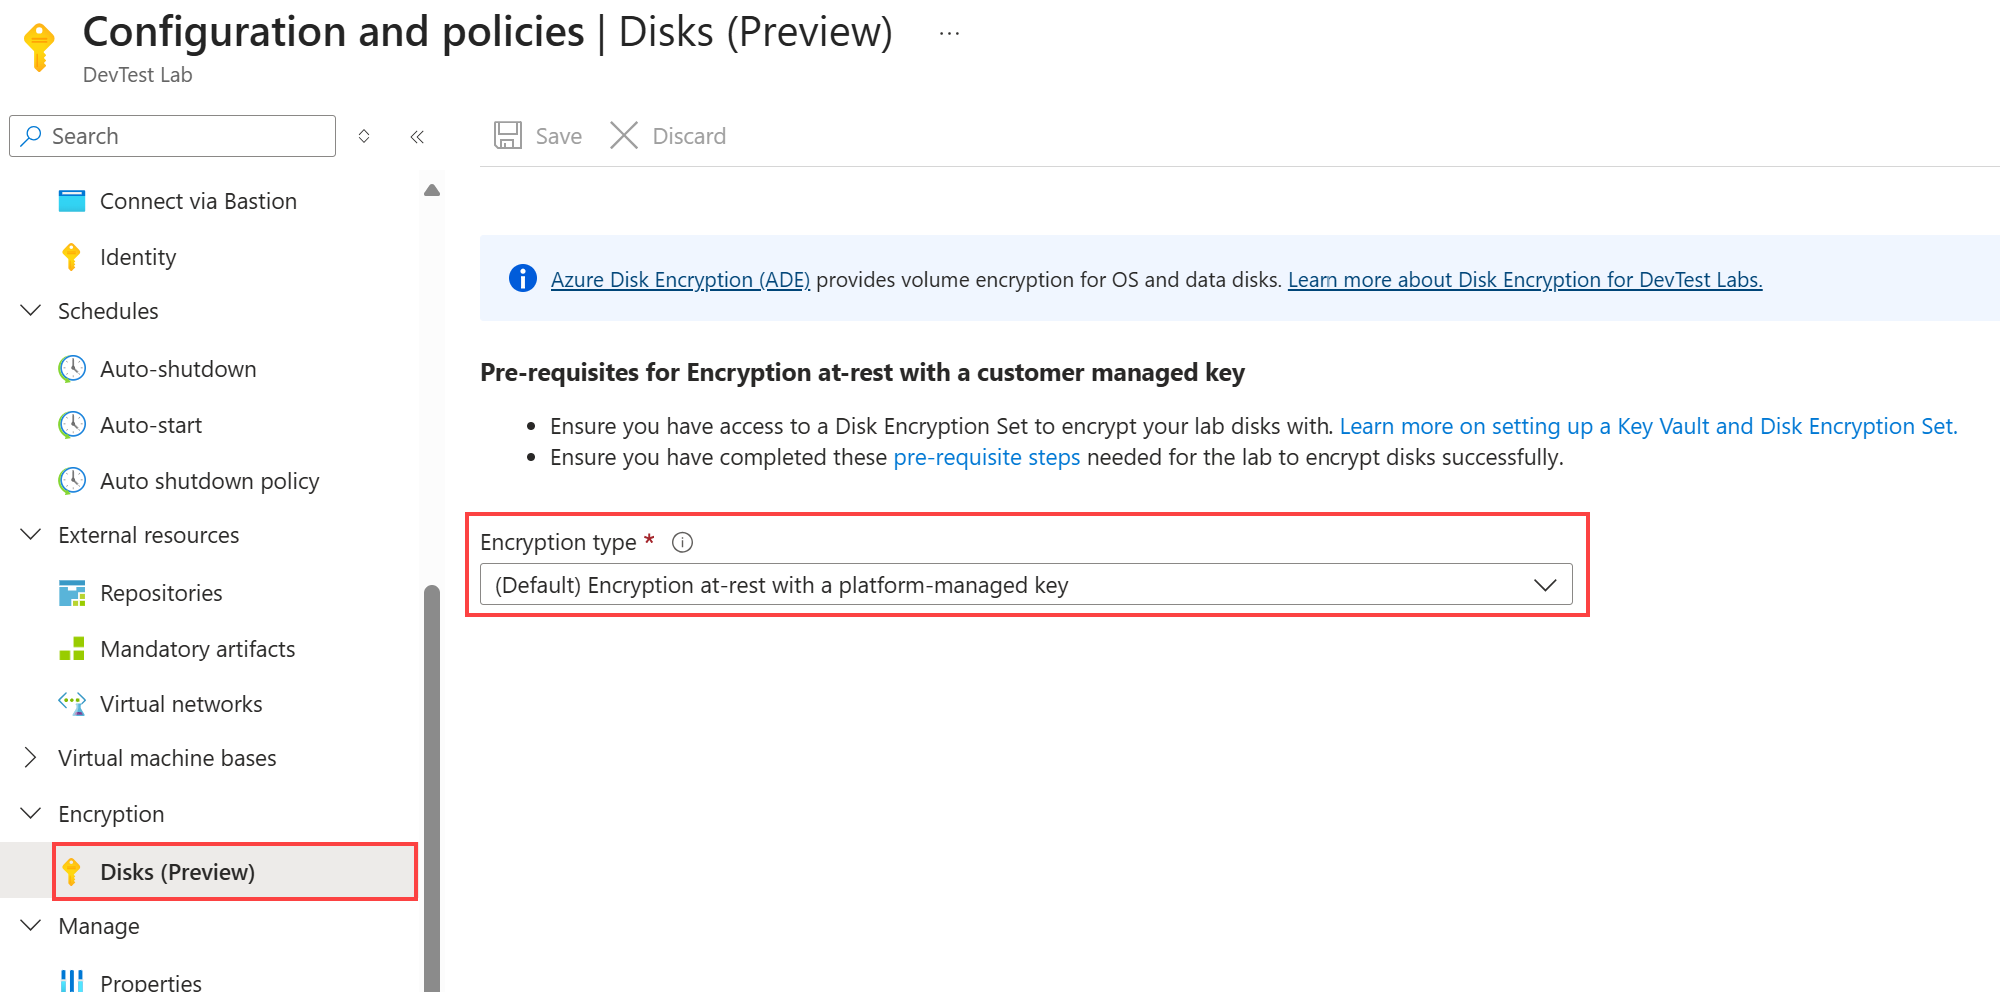 Configuration and policies | Disks (Preview) ...
DevTest Lab
Search
Save Discard
Connect via Bastion
Identity
Schedules
Auto-shutdown
Auto-start
Auto shutdown policy
External resources
Repositories
Mandatory artifacts
Virtual networks
Virtual machine bases
Encryption
Disks (Preview)
Manage
Properties
Azure Disk Encryption (ADE) provides volume encryption for OS and data disks. Learn more about Disk Encryption for DevTest Labs.
Pre-requisites for Encryption at-rest with a customer managed key
• Ensure you have access to a Disk Encryption Set to encrypt your lab disks with. Learn more on setting up a Key Vault and Disk Encryption Set.
• Ensure you have completed these pre-requisite steps needed for the lab to encrypt disks successfully.
Encryption type *
(Default) Encryption at-rest with a platform-managed key